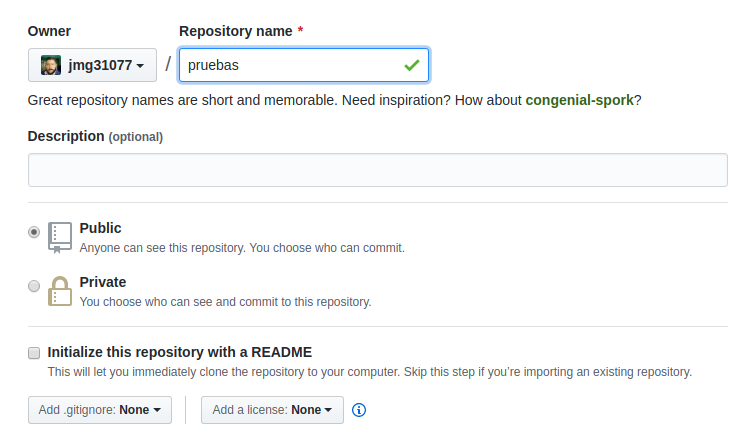 Owner
Repository name *
jmg31077 / pruebas
Great repository names are short and memorable. Need inspiration? How about congenial-spork?
Description (optional)
Public
Anyone can see this repository. You choose who can commit.
Private
You choose who can see and commit to this repository.
Initialize this repository with a README
This will let you immediately clone the repository to your computer. Skip this step if you’re importing an existing repository.
Add .gitignore: None
Add a license: None